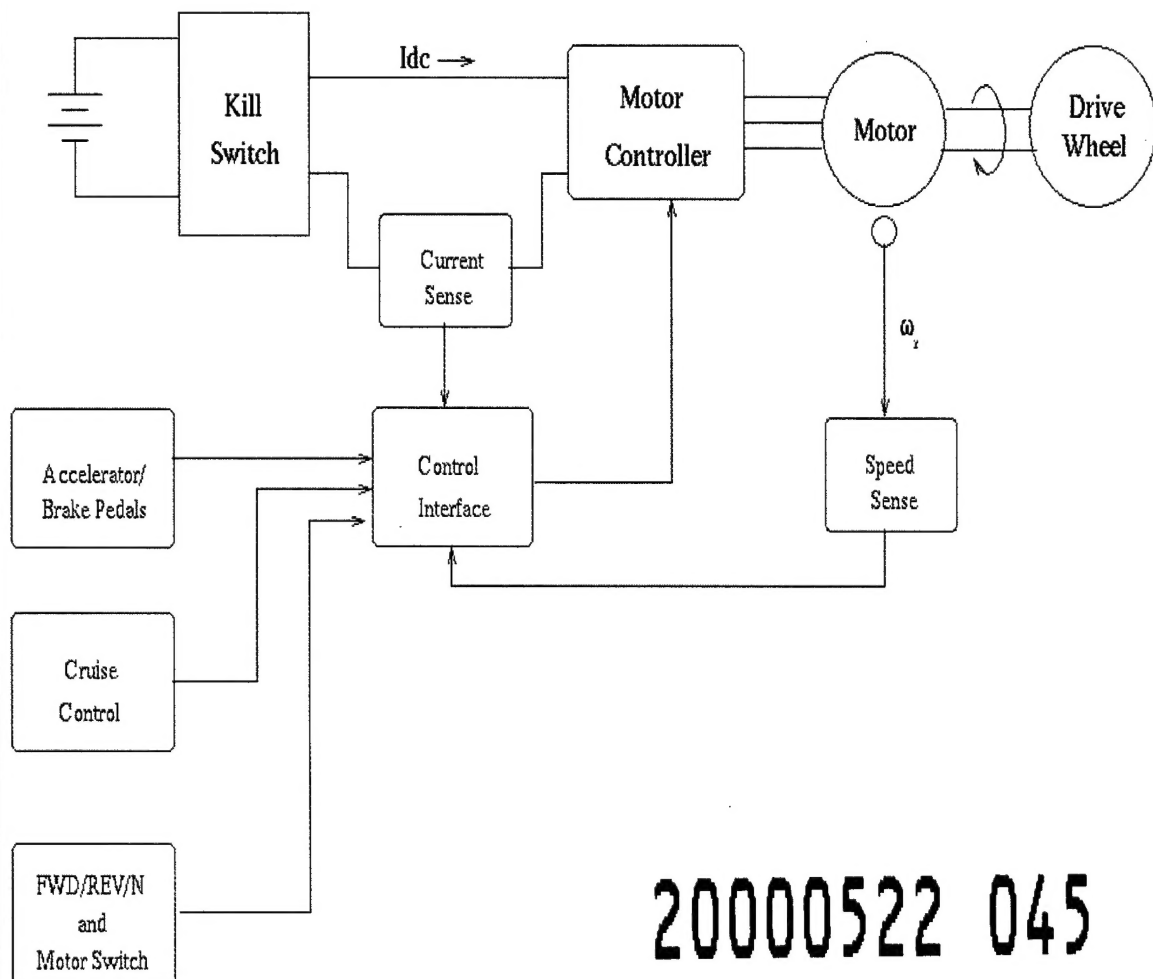 Idc
Kill
Switch
Motor
Controller
Motor
Drive
Wheel
Current
Sense
Accelerator/
Brake Pedals
Control
Interface
Speed
Sense
Cruise
Control
FWD/REV/N
and
Motor Switch
20000522 045